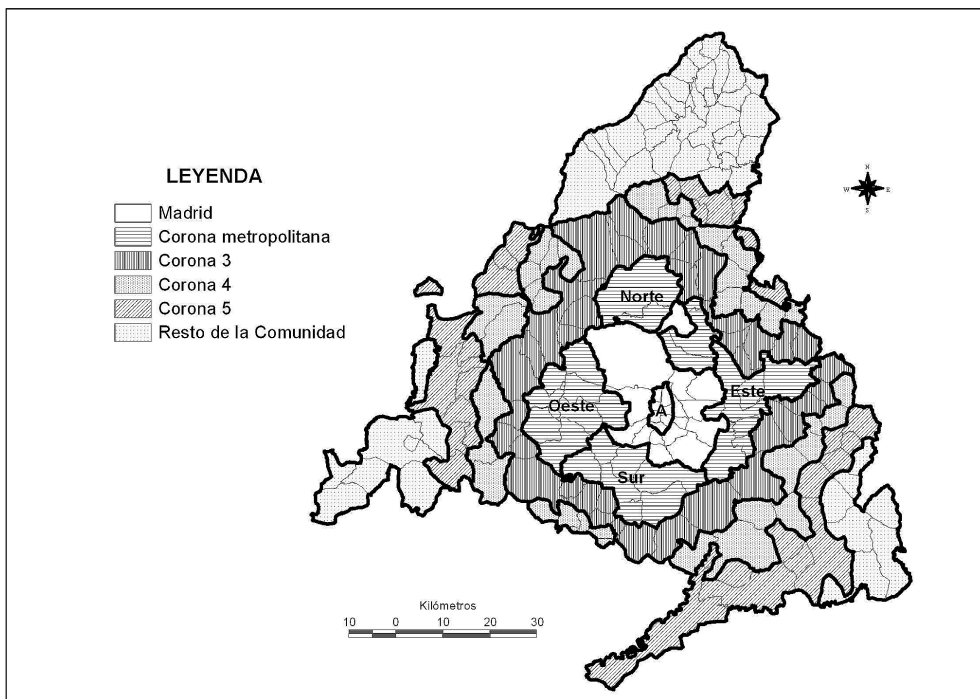 LEYENDA
Madrid
Corona metropolitana
Corona 3
Corona 4
Corona 5
Resto de la Comunidad
N
W E
S
Norte
Este
Oeste
A
Sur
Kilómetros
10 0 10 20 30